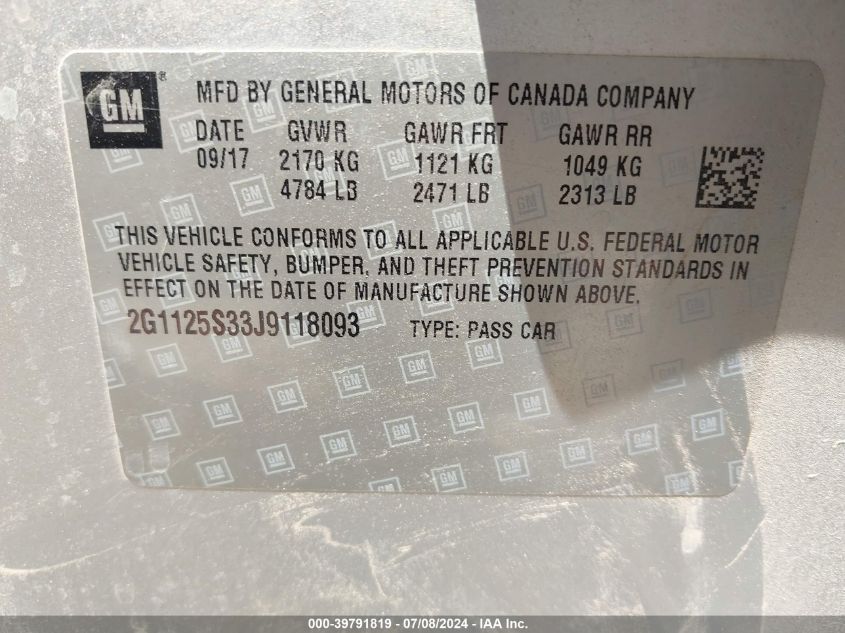 GM ® MFD BY GENERAL MOTORS OF CANADA COMPANY
DATE GVWR GAWR FRT GAWR RR
09/17 2170 KG 1121 KG 1049 KG
4784 LB 2471 LB 2313 LB
THIS VEHICLE CONFORMS TO ALL APPLICABLE U.S. FEDERAL MOTOR
VEHICLE SAFETY, BUMPER, AND THEFT PREVENTION STANDARDS IN
EFFECT ON THE DATE OF MANUFACTURE SHOWN ABOVE.
2G1125S33J9118093 TYPE: PASS CAR
000-39791819 - 07/08/2024 - IAA Inc.